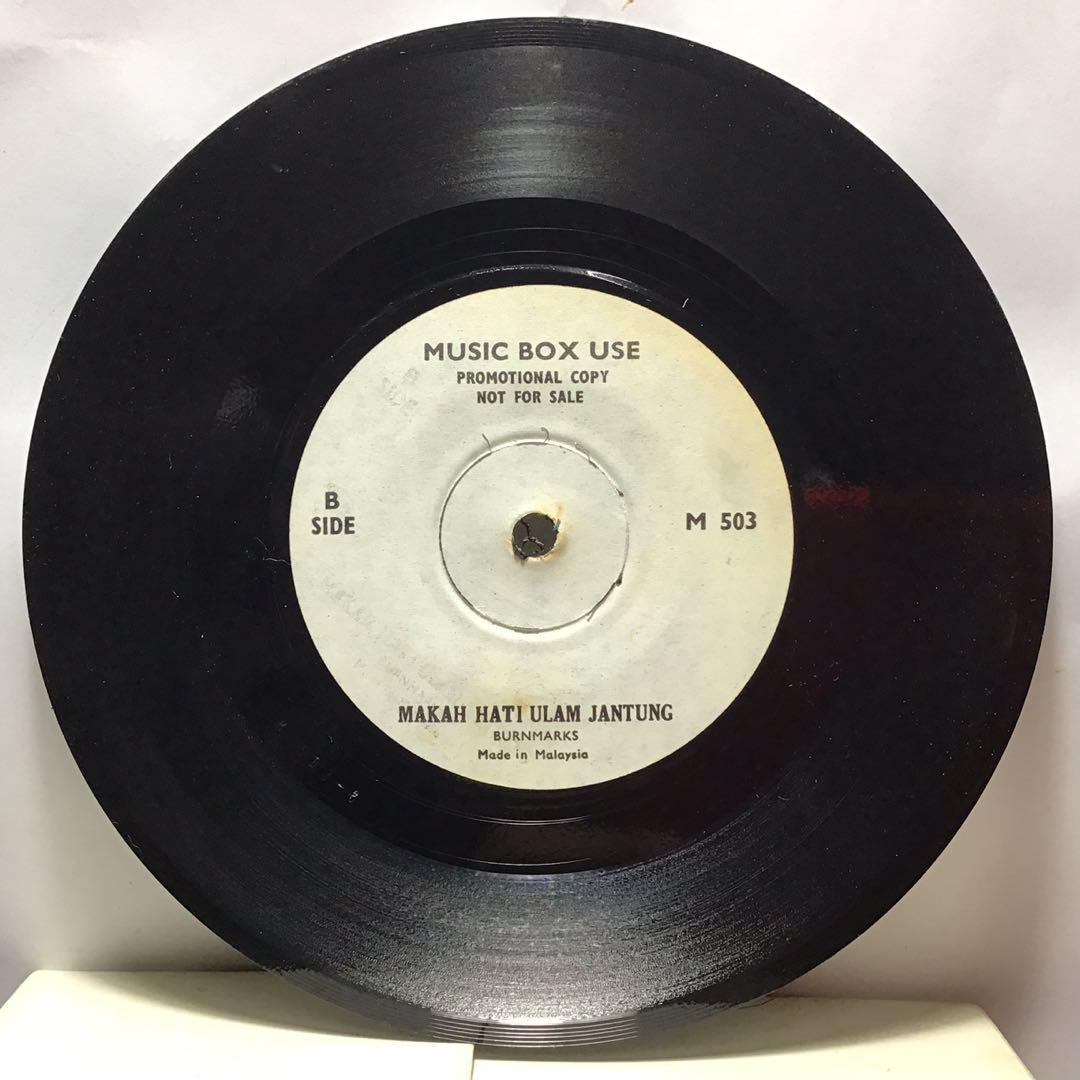 MUSIC BOX USE
PROMOTIONAL COPY
NOT FOR SALE
B
SIDE
M 503
MAKAH HATI ULAM JANTUNG
BURNMARKS
Made in Malaysia